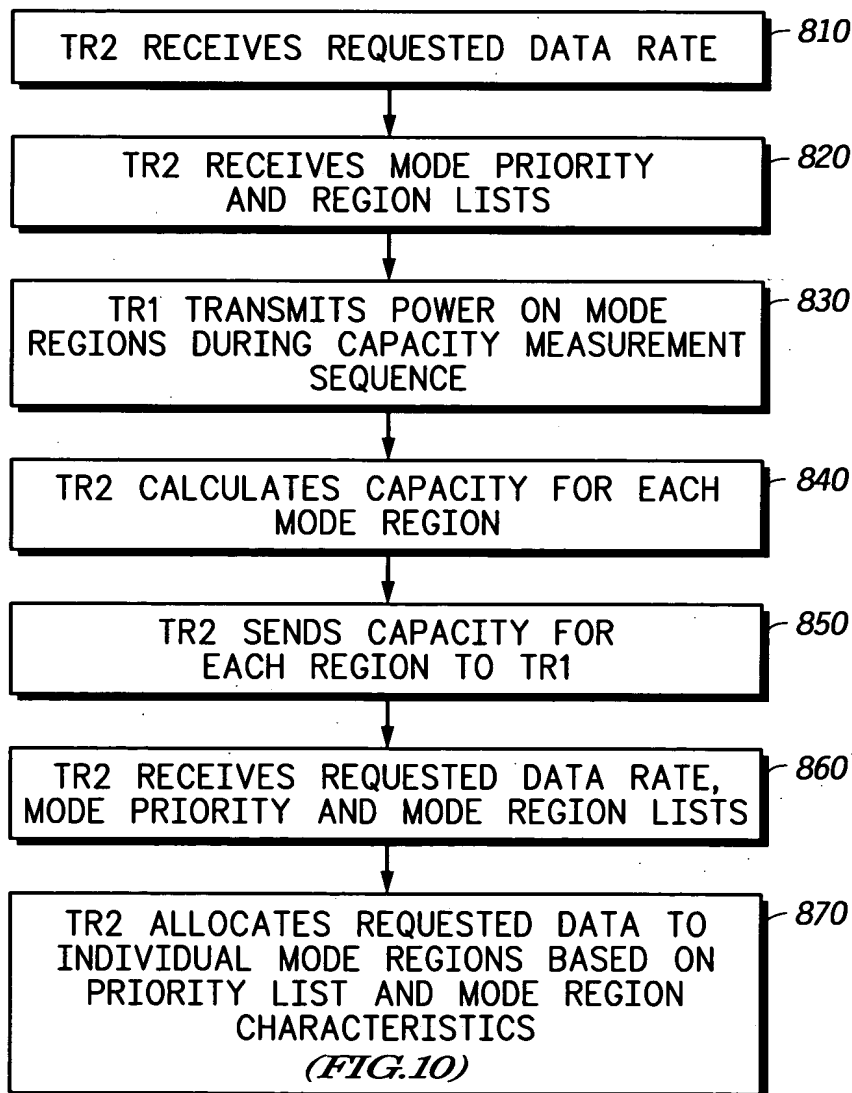 TR2 RECEIVES REQUESTED DATA RATE
810
TR2 RECEIVES MODE PRIORITY
AND REGION LISTS
820
TR1 TRANSMITS POWER ON MODE
REGIONS DURING CAPACITY MEASUREMENT
SEQUENCE
830
TR2 CALCULATES CAPACITY FOR EACH
MODE REGION
840
TR2 SENDS CAPACITY FOR
EACH REGION TO TR1
850
TR2 RECEIVES REQUESTED DATA RATE,
MODE PRIORITY AND MODE REGION LISTS
860
TR2 ALLOCATES REQUESTED DATA TO
INDIVIDUAL MODE REGIONS BASED ON
PRIORITY LIST AND MODE REGION
CHARACTERISTICS
(FIG.10)
870